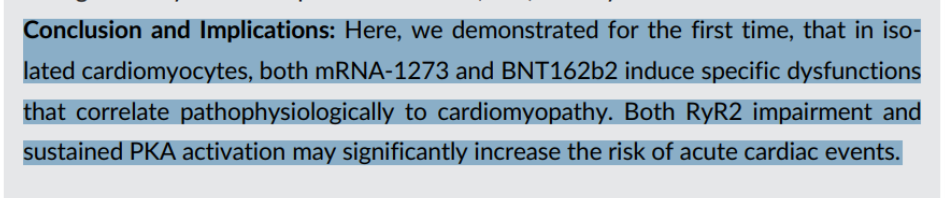 Conclusion and Implications: Here, we demonstrated for the first time, that in iso-
lated cardiomyocytes, both mRNA-1273 and BNT162b2 induce specific dysfunctions
that correlate pathophysiologically to cardiomyopathy. Both RyR2 impairment and
sustained PKA activation may significantly increase the risk of acute cardiac events.